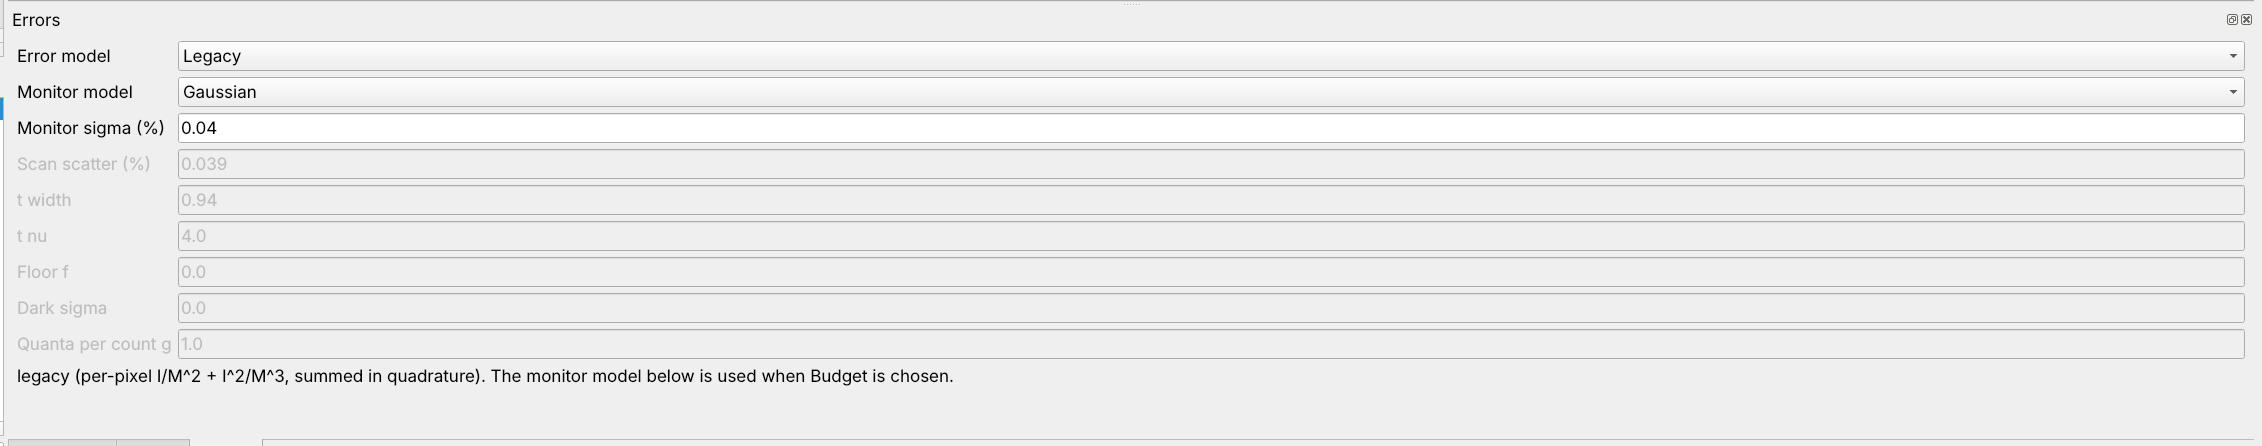 Errors
Error model Legacy
Monitor model Gaussian
Monitor sigma (%) 0.04
Scan scatter (%) 0.039
t width 0.94
t nu 4.0
Floor f 0.0
Dark sigma 0.0
Quanta per count g 1.0
legacy (per-pixel I/M^2 + I^2/M^3, summed in quadrature). The monitor model below is used when Budget is chosen.